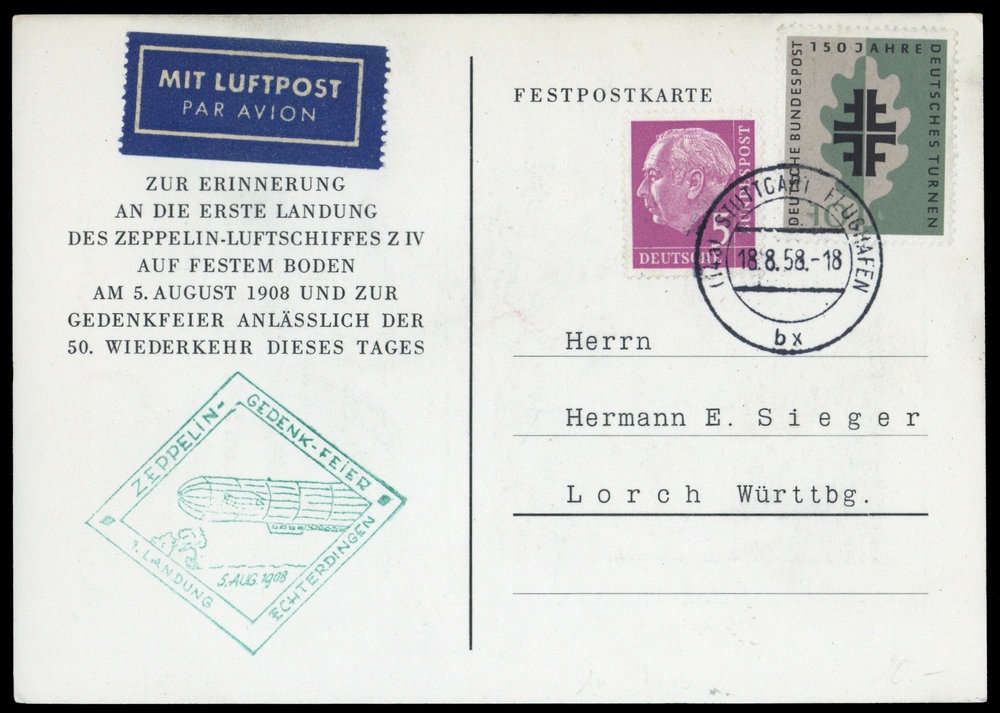 MIT LUFTPOST
PAR AVION
ZUR ERINNERUNG
AN DIE ERSTE LANDUNG
DES ZEPPELIN-LUFTSCHIFFES Z IV
AUF FESTEM BODEN
AM 5. AUGUST 1908 UND ZUR
GEDENKFEIER ANLÄSSLICH DER
50. WIEDERKEHR DIESES TAGES
ZEPPELIN-
GEDENK-FEIER
1. LANDUNG
ECHTERDINGEN
5. AUG. 1908
FESTPOSTKARTE
150 JAHRE
DEUTSCHES TURNEN
DEUTSCHE BUNDESPOST
10
DEUTSCHE
BUNDESPOST
5
STUTTGART FLUGHAFEN
18.8.58.-18
bx
Herrn
Hermann E. Sieger
Lorch Württbg.